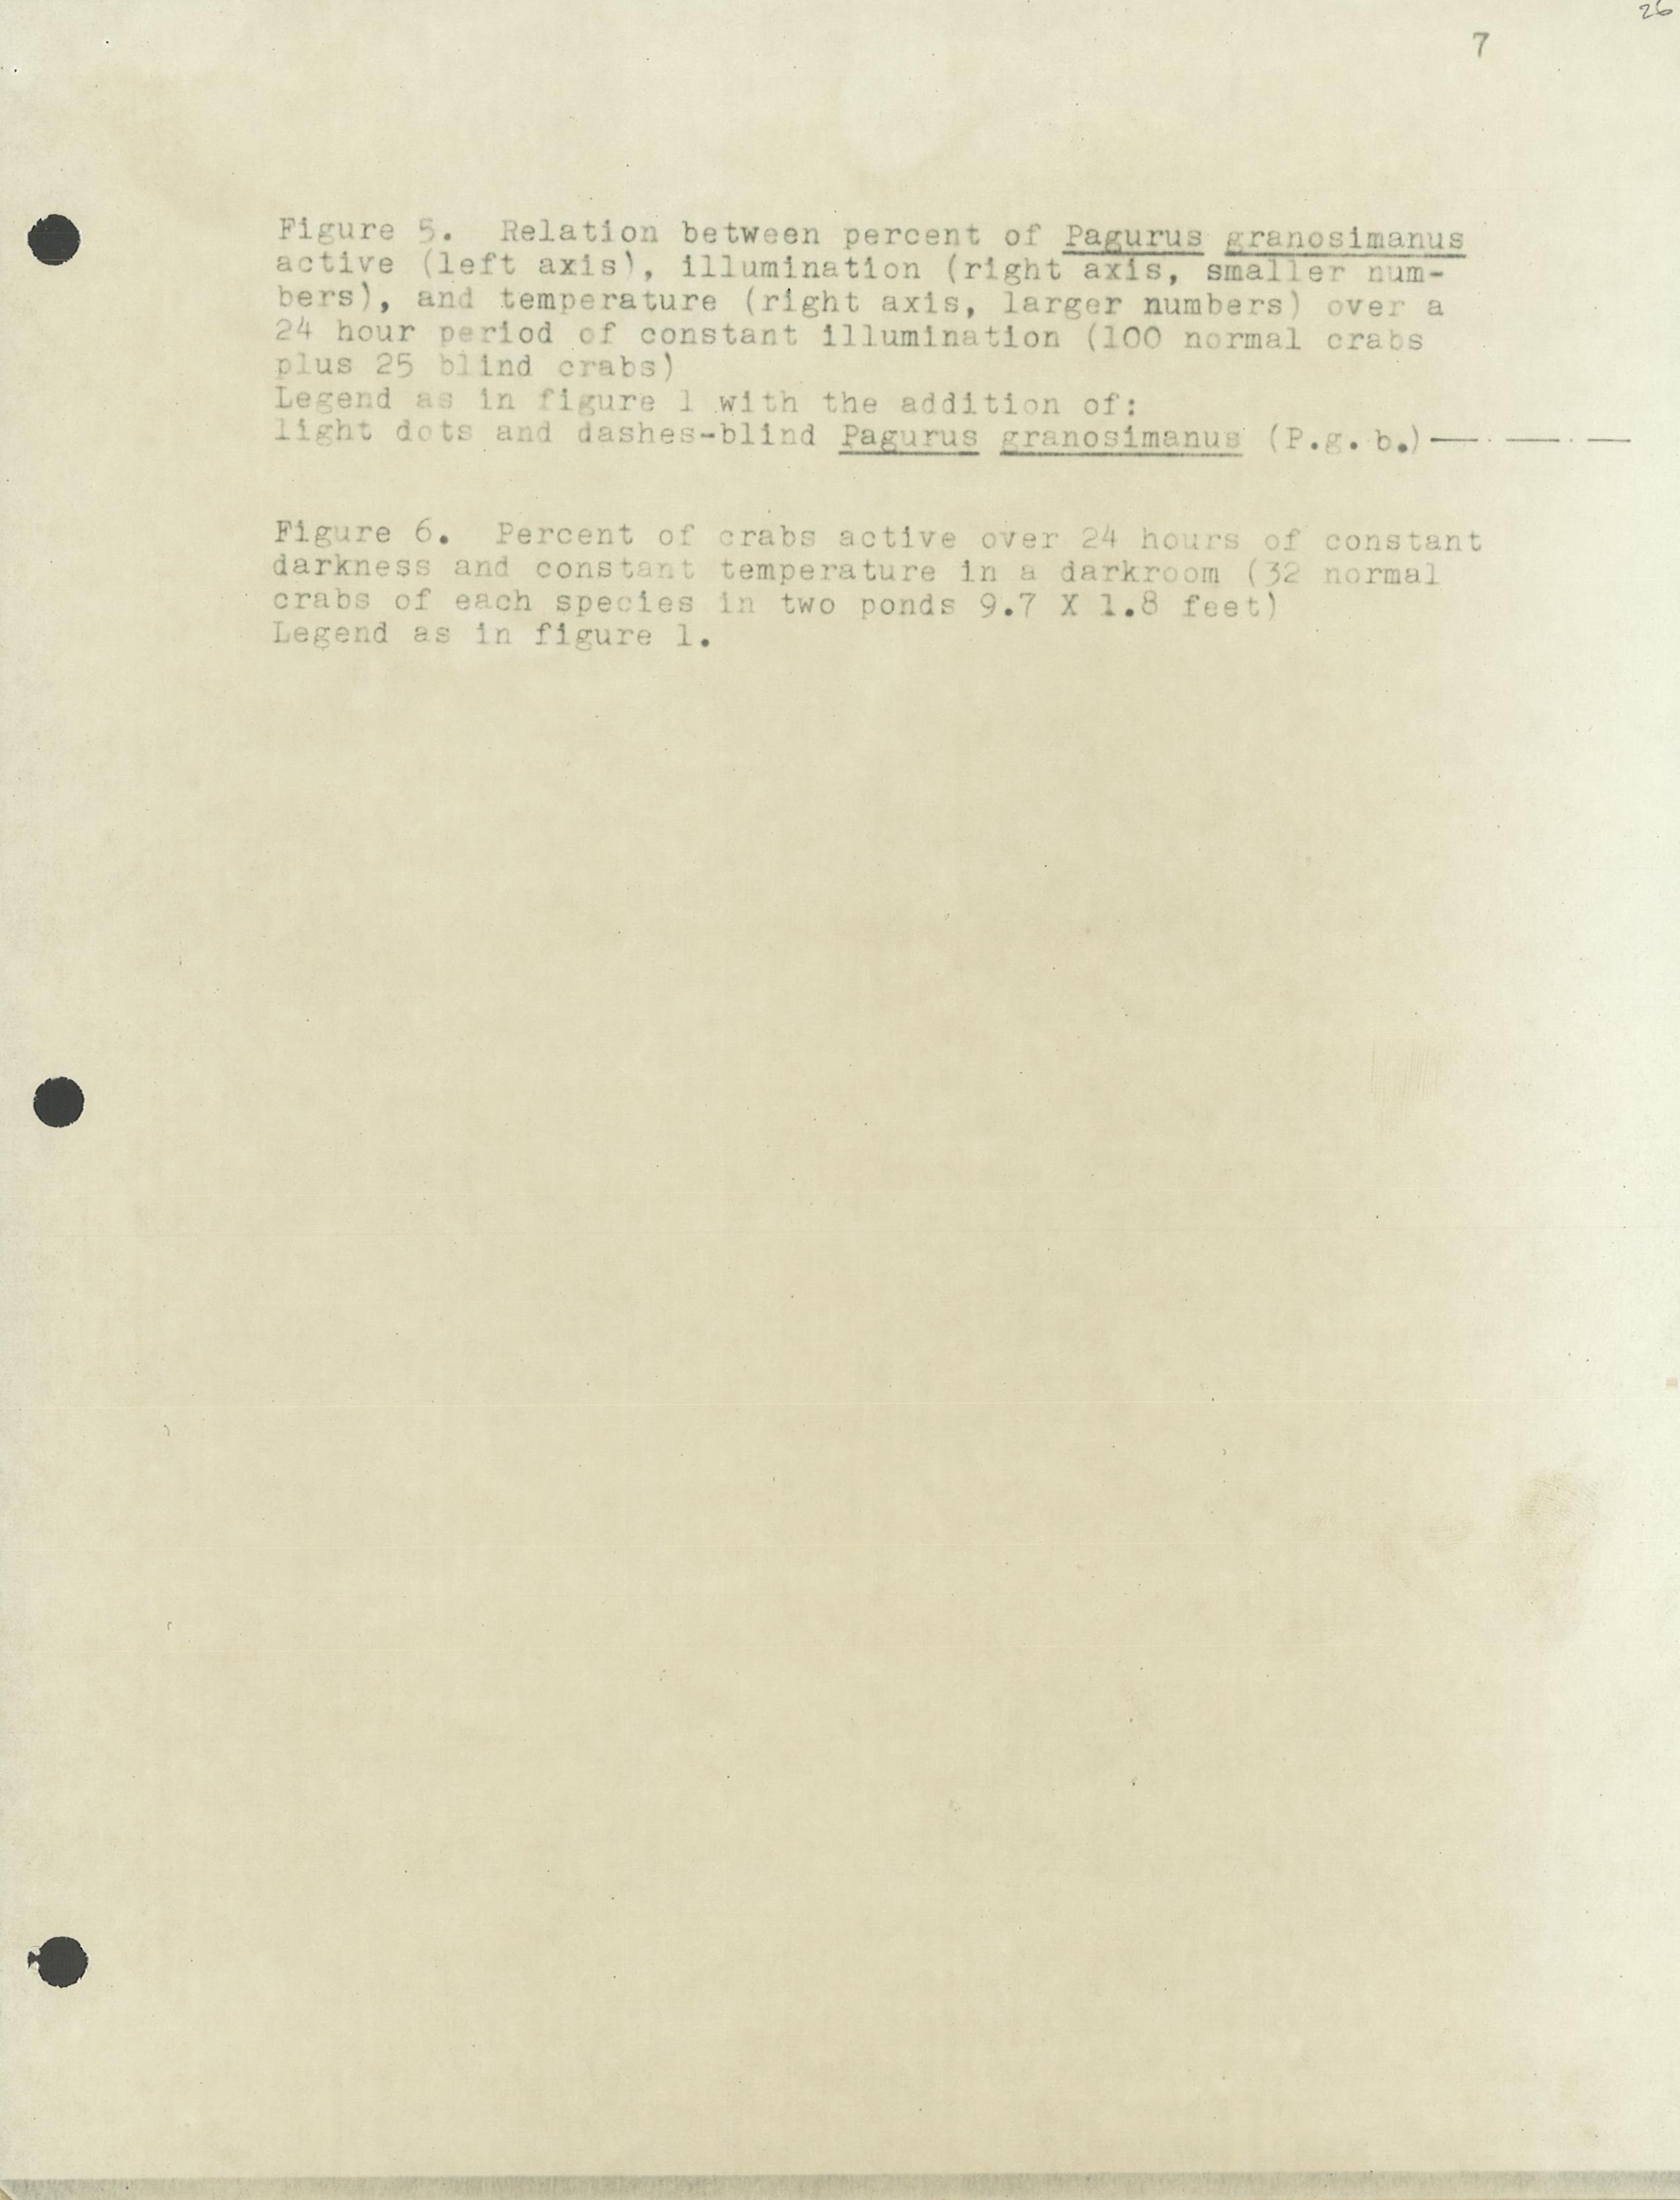 26
7
Figure 5.  Relation between percent of Pagurus granosimanus
active (left axis), illumination (right axis, smaller num-
bers), and temperature (right axis, larger numbers) over a
24 hour period of constant illumination (100 normal crabs
plus 25 blind crabs)
Legend as in figure 1 with the addition of:
light dots and dashes-blind Pagurus granosimanus (P.g.b.)— · — · —
Figure 6.  Percent of crabs active over 24 hours of constant
darkness and constant temperature in a darkroom (32 normal
crabs of each species in two ponds 9.7 X 1.8 feet)
Legend as in figure 1.